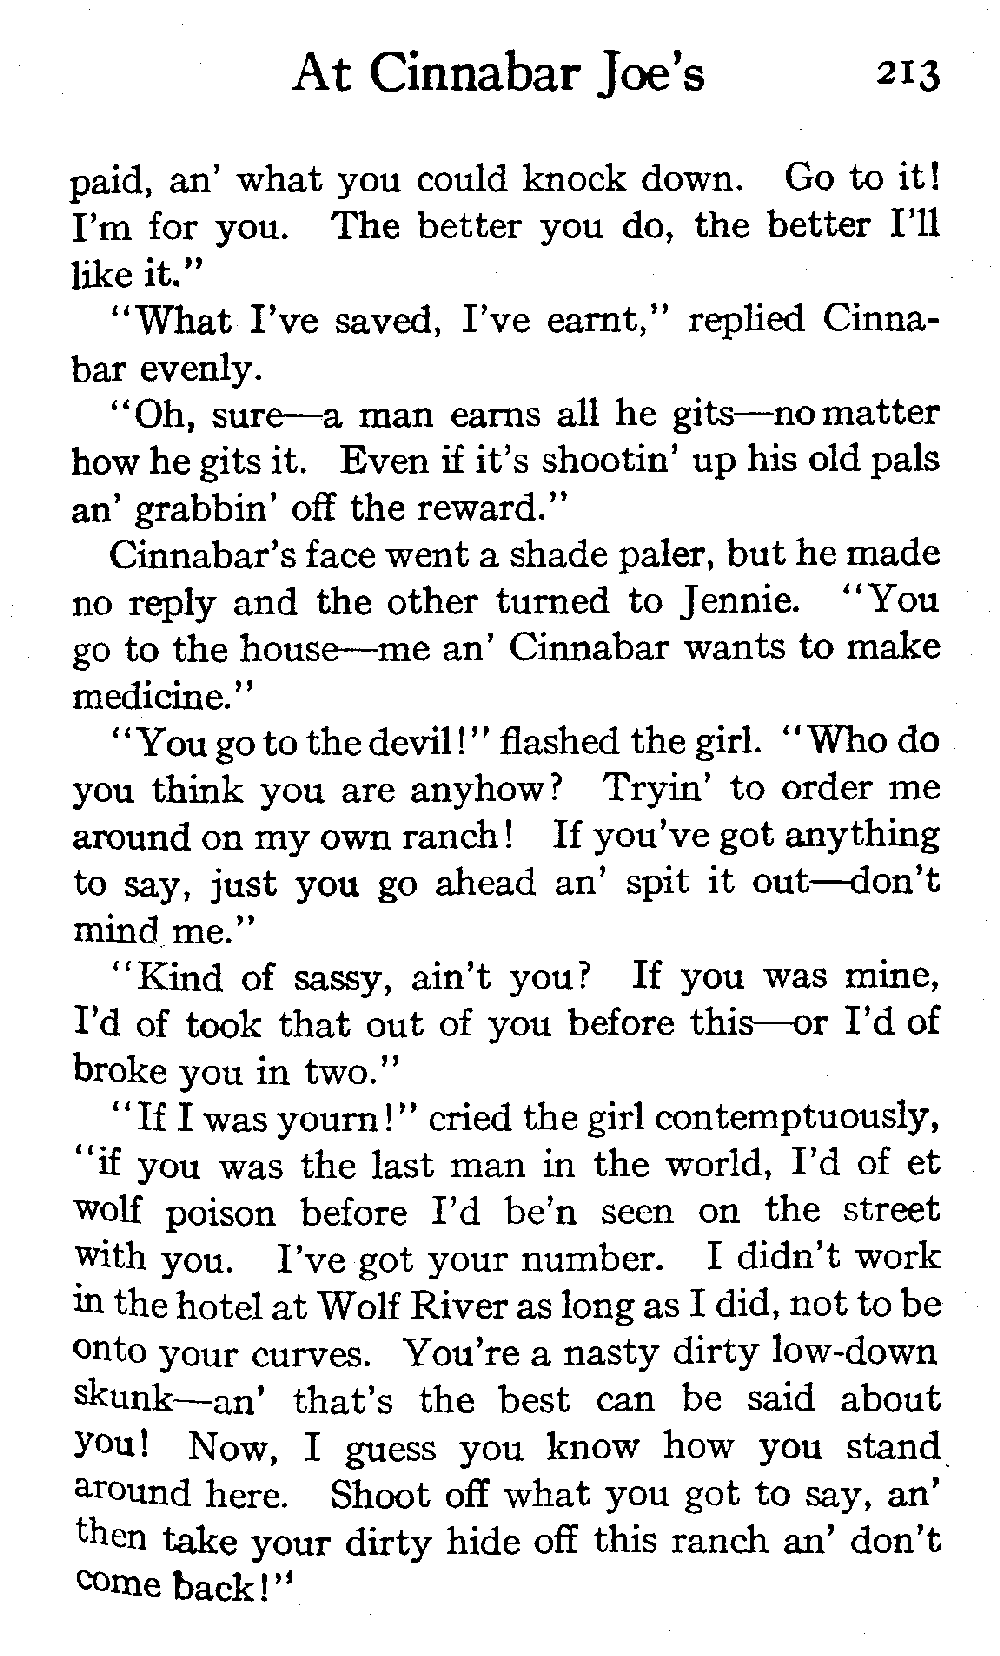 At Cinnabar Joe's 213
paid, an' what you could knock down. Go to it!
I'm for you. The better you do, the better I'll
like it."
"What I've saved, I've earnt," replied Cinna-
bar evenly.
"Oh, sure—a man earns all he gits—no matter
how he gits it. Even if it's shootin' up his old pals
an' grabbin' off the reward."
Cinnabar's face went a shade paler, but he made
no reply and the other turned to Jennie. "You
go to the house—me an' Cinnabar wants to make
medicine."
"You go to the devil!" flashed the girl. "Who do
you think you are anyhow? Tryin' to order me
around on my own ranch! If you've got anything
to say, just you go ahead an' spit it out—don't
mind me."
"Kind of sassy, ain't you? If you was mine,
I'd of took that out of you before this—or I'd of
broke you in two."
"If I was yourn!" cried the girl contemptuously,
"if you was the last man in the world, I'd of et
wolf poison before I'd be'n seen on the street
with you. I've got your number. I didn't work
in the hotel at Wolf River as long as I did, not to be
onto your curves. You're a nasty dirty low-down
skunk—an' that's the best can be said about
you! Now, I guess you know how you stand
around here. Shoot off what you got to say, an'
then take your dirty hide off this ranch an' don't
come back!"